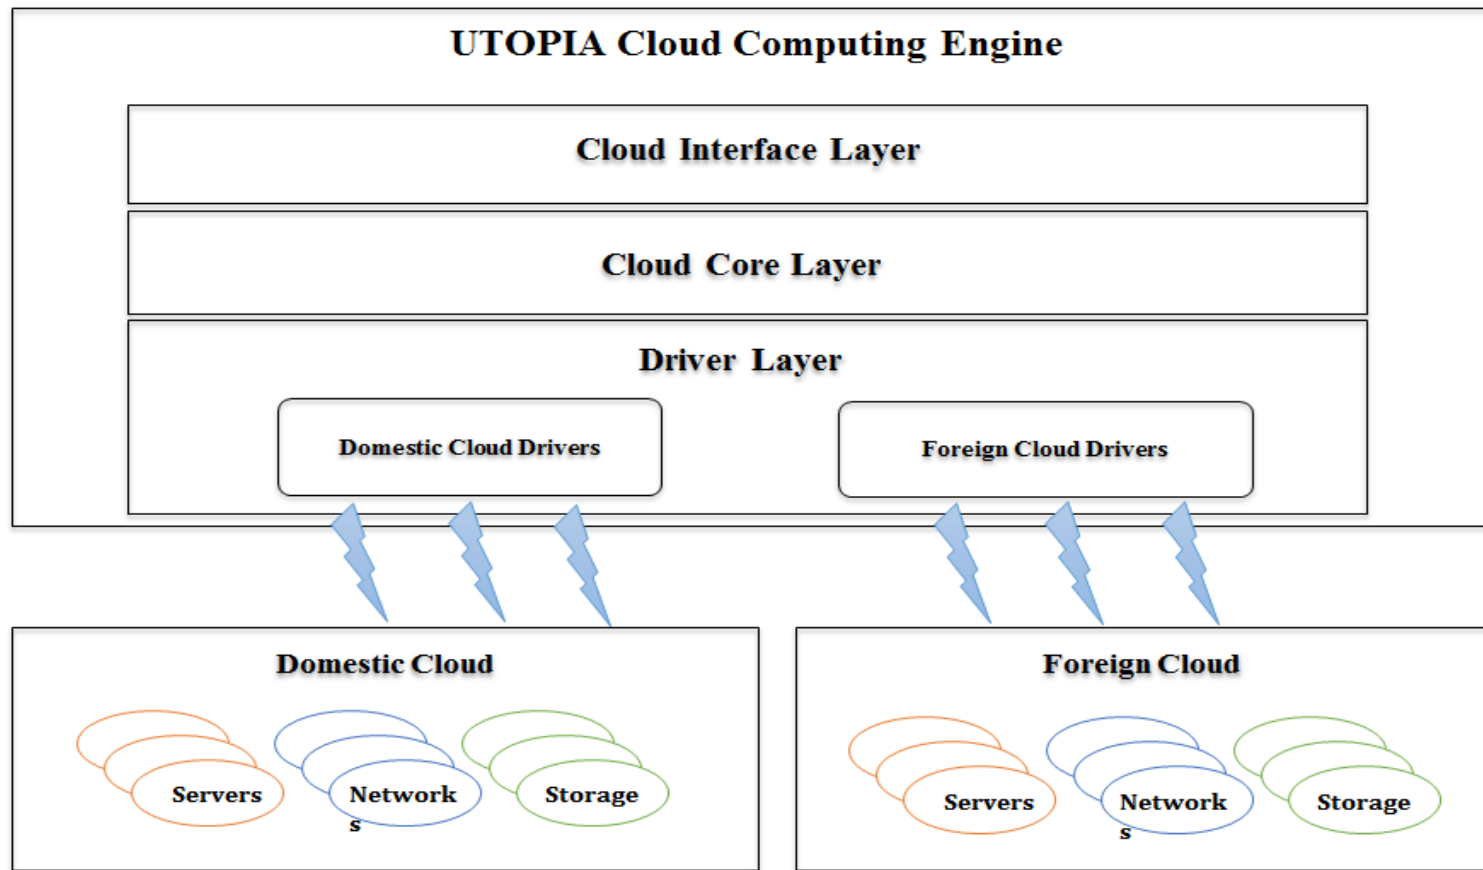 UTOPIA Cloud Computing Engine
Cloud Interface Layer
Cloud Core Layer
Driver Layer
Domestic Cloud Drivers
Foreign Cloud Drivers
Domestic Cloud
Foreign Cloud
Servers
Network
s
Storage
Servers
Network
s
Storage